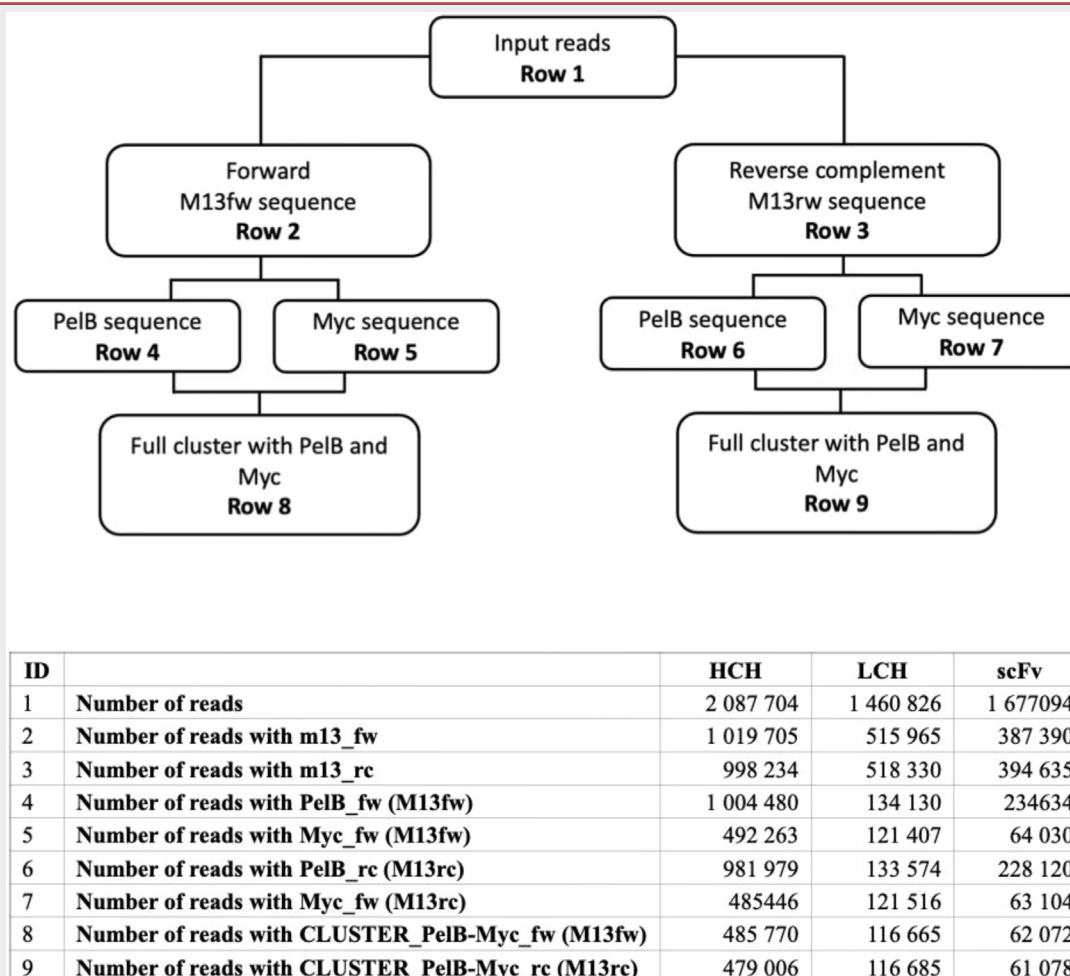 Input reads
Row 1
Forward
M13fw sequence
Row 2
Reverse complement
M13rw sequence
Row 3
PelB sequence
Row 4
Myc sequence
Row 5
PelB sequence
Row 6
Myc sequence
Row 7
Full cluster with PelB and
Myc
Row 8
Full cluster with PelB and
Myc
Row 9
ID HCH LCH scFv
1 Number of reads 2 087 704 1 460 826 1 677094
2 Number of reads with m13_fw 1 019 705 515 965 387 390
3 Number of reads with m13_rc 998 234 518 330 394 635
4 Number of reads with PelB_fw (M13fw) 1 004 480 134 130 234634
5 Number of reads with Myc_fw (M13fw) 492 263 121 407 64 030
6 Number of reads with PelB_rc (M13rc) 981 979 133 574 228 120
7 Number of reads with Myc_fw (M13rc) 485446 121 516 63 104
8 Number of reads with CLUSTER_PelB-Myc_fw (M13fw) 485 770 116 665 62 072
9 Number of reads with CLUSTER_PelB-Myc_rc (M13rc) 479 006 116 685 61 078